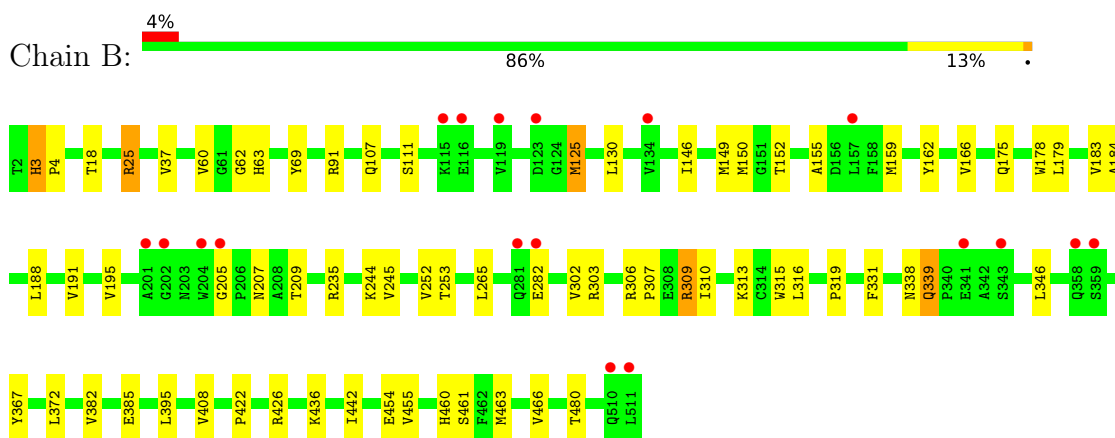 4%
Chain B:
86% 13% •
T2 H3 P4 T18 R25 V37 V60 G61 G62 H63 Y69 R91 Q107 S111 K115 E116 V119 D123 G124 M125 L130 V134 I146 M149 M150 G151 T152 A155 D156 L157 F158 M159 Y162 V166 Q175 W178 L179 V183 A184
L188 V191 V195 A201 G202 N203 W204 G205 P206 N207 A208 T209 R235 K244 V245 V252 T253 L265 Q281 E282 V302 R303 R306 P307 E308 R309 I310 K313 C314 W315 L316 P319 F331 N338 Q339 P340 E341 A342 S343 L346 Q358 S359
Y367 L372 V382 E385 L395 V408 P422 R426 K436 I442 E454 V455 H460 S461 F462 M463 V466 T480 Q510 L511